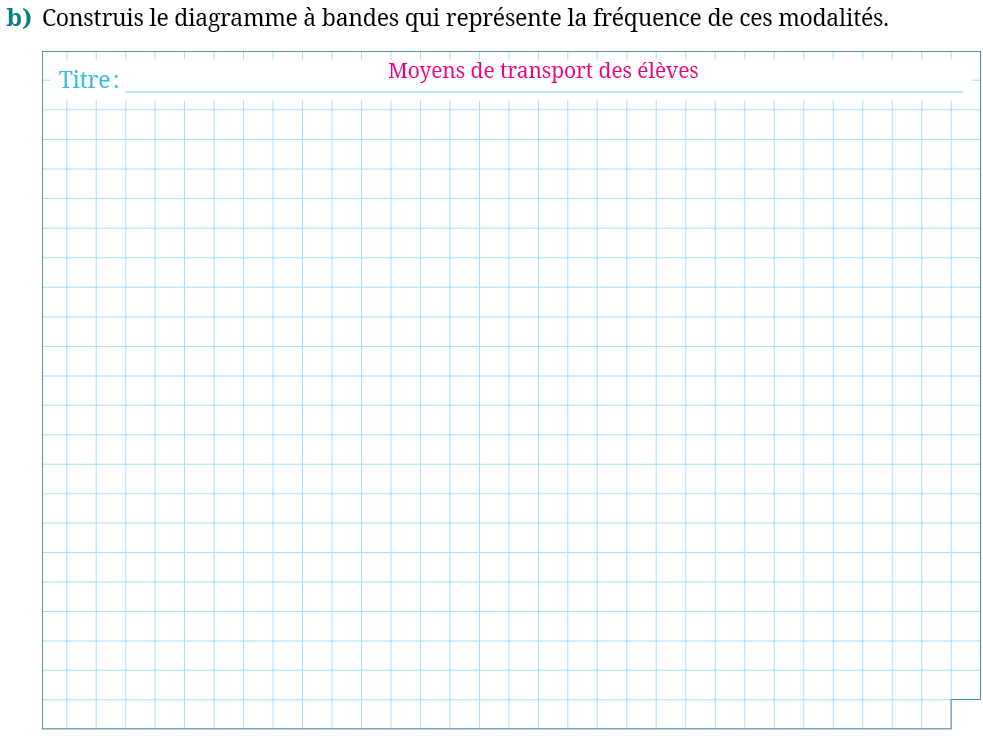 b) Construis le diagramme à bandes qui représente la fréquence de ces modalités.
Titre : Moyens de transport des élèves